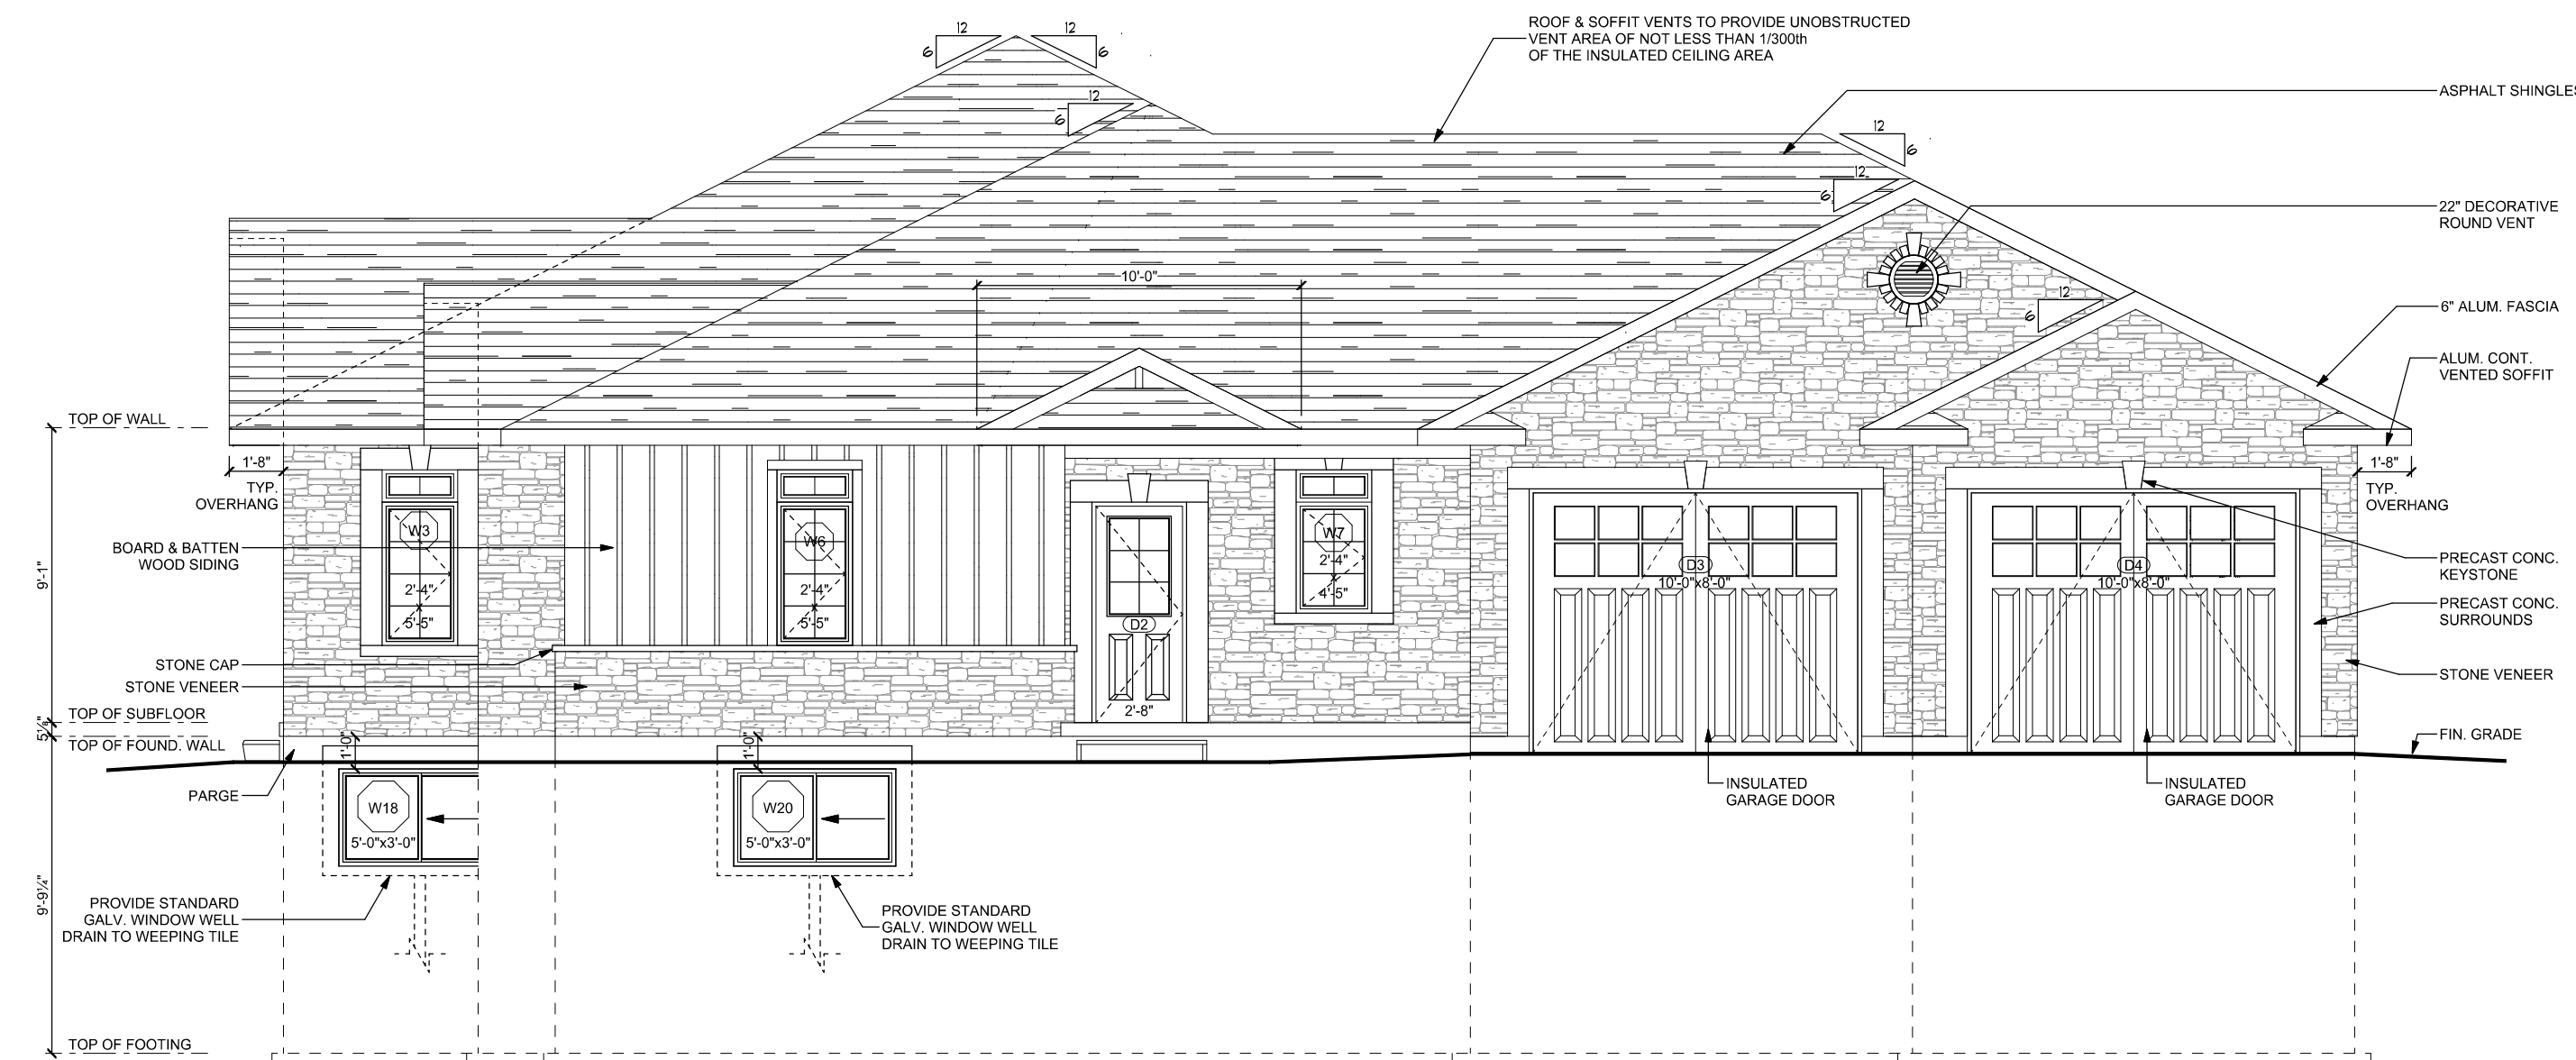 12
12
6
6
ROOF & SOFFIT VENTS TO PROVIDE UNOBSTRUCTED
VENT AREA OF NOT LESS THAN 1/300th
OF THE INSULATED CEILING AREA
12
6
ASPHALT SHINGLES
12
6
12
6
22" DECORATIVE
ROUND VENT
10'-0"
12
6
6" ALUM. FASCIA
ALUM. CONT.
VENTED SOFFIT
TOP OF WALL
1'-8"
TYP.
OVERHANG
1'-8"
TYP.
OVERHANG
W3
2'-4"
5'-5"
W6
2'-4"
5'-5"
W7
2'-4"
4'-5"
BOARD & BATTEN
WOOD SIDING
9'-1"
D3
10'-0"x8'-0"
D4
10'-0"x8'-0"
PRECAST CONC.
KEYSTONE
PRECAST CONC.
SURROUNDS
D2
2'-8"
STONE CAP
STONE VENEER
STONE VENEER
TOP OF SUBFLOOR
5⅛"
TOP OF FOUND. WALL
1'-0"
1'-0"
FIN. GRADE
PARGE
W18
5'-0"x3'-0"
W20
5'-0"x3'-0"
INSULATED
GARAGE DOOR
INSULATED
GARAGE DOOR
9'-9¼"
PROVIDE STANDARD
GALV. WINDOW WELL
DRAIN TO WEEPING TILE
PROVIDE STANDARD
GALV. WINDOW WELL
DRAIN TO WEEPING TILE
TOP OF FOOTING